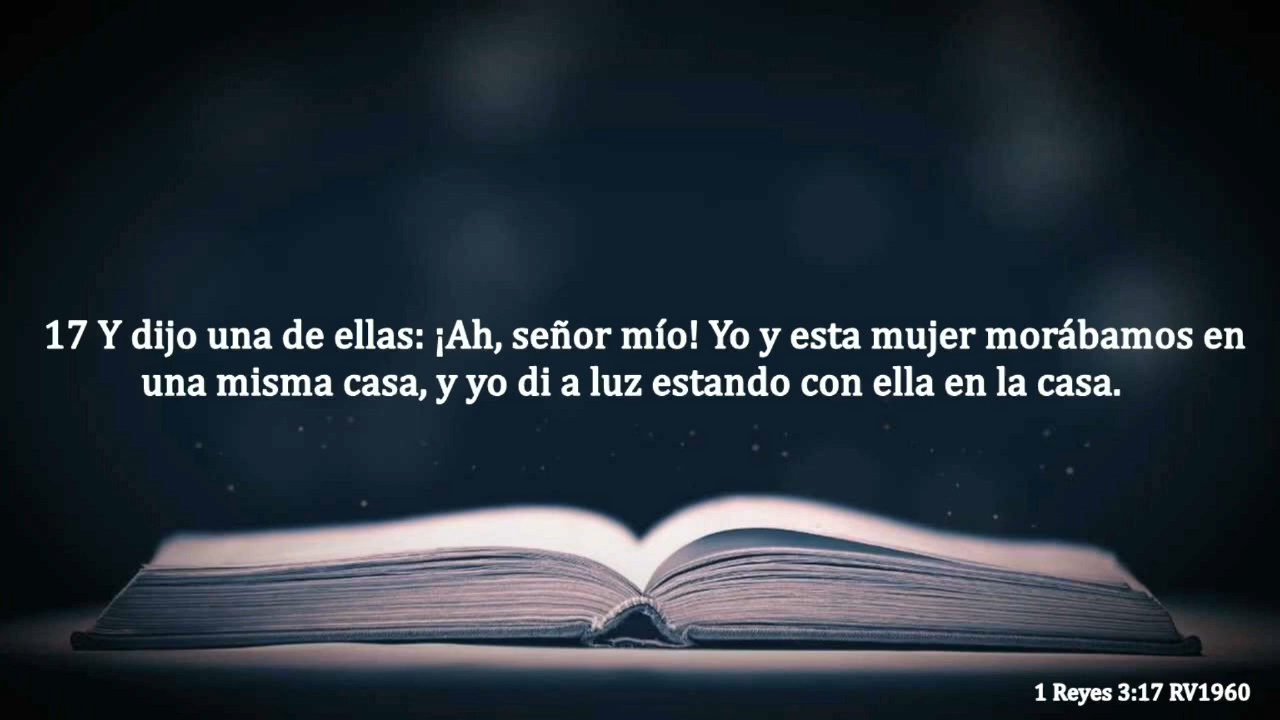 17 Y dijo una de ellas: ¡Ah, señor mío! Yo y esta mujer morábamos en
una misma casa, y yo di a luz estando con ella en la casa.
1 Reyes 3:17 RV1960